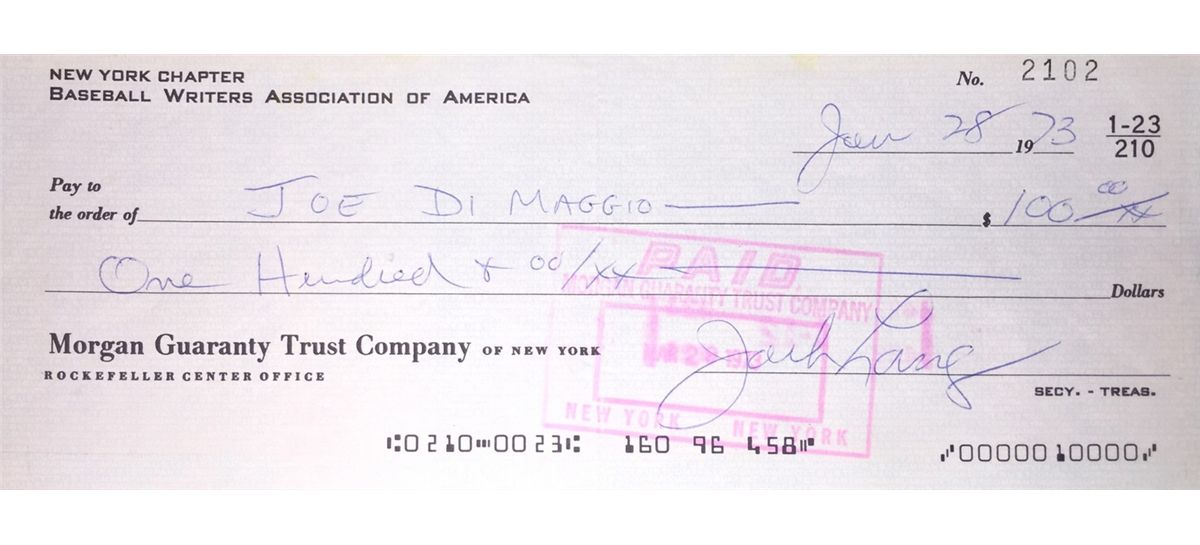 NEW YORK CHAPTER
BASEBALL WRITERS ASSOCIATION OF AMERICA
No. 2102
Jan 28 1973
1-23
210
Pay to
the order of JOE DI MAGGIO $ 100 00/xx
One Hundred & 00/xx Dollars
PAID
MORGAN GUARANTY TRUST COMPANY
Morgan Guaranty Trust Company OF NEW YORK
ROCKEFELLER CENTER OFFICE
Jack Lang
SECY. - TREAS.
NEW YORK NEW YORK
⑆0210⑉0023⑆ 160 96 458⑈ ⑇0000010000⑇